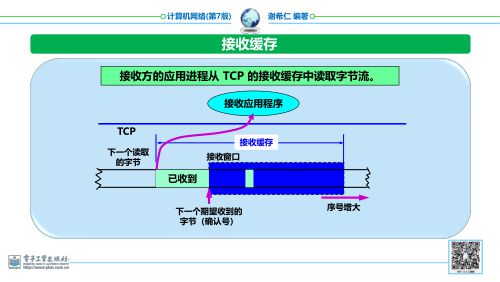 计算机网络(第7版) 谢希仁 编著
接收缓存
接收方的应用进程从 TCP 的接收缓存中读取字节流。
接收应用程序
TCP
接收缓存
下一个读取
的字节
接收窗口
已收到
下一个期望收到的
字节（确认号）
序号增大
电子工业出版社
http://www.phei.com.cn